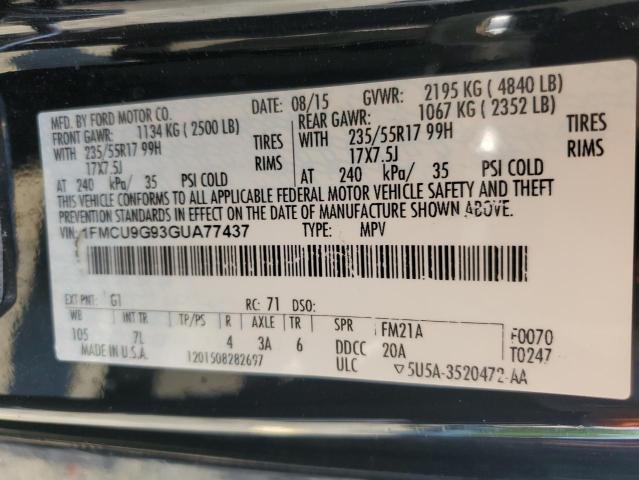 MFD. BY FORD MOTOR CO. DATE: 08/15 GVWR: 2195 KG ( 4840 LB)
FRONT GAWR: 1134 KG ( 2500 LB) REAR GAWR: 1067 KG ( 2352 LB)
WITH 235/55R17 99H TIRES WITH 235/55R17 99H TIRES
17X7.5J RIMS 17X7.5J RIMS
AT 240 kPa/ 35 PSI COLD AT 240 kPa/ 35 PSI COLD
THIS VEHICLE CONFORMS TO ALL APPLICABLE FEDERAL MOTOR VEHICLE SAFETY AND THEFT
PREVENTION STANDARDS IN EFFECT ON THE DATE OF MANUFACTURE SHOWN ABOVE.
VIN: 1FMCU9G93GUA77437 TYPE: MPV
EXT PNT: G1 RC: 71 DSO:
WB INT TR TP/PS R AXLE TR SPR FM21A F0070
105 7L 4 3A 6 DDCC 20A T0247
MADE IN U.S.A. 1201508282697 ULC ▽5U5A-3520472-AA